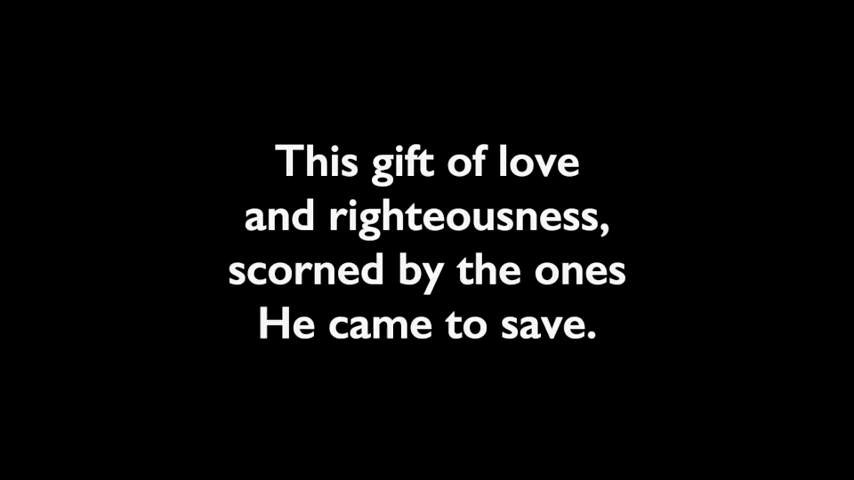 This gift of love
and righteousness,
scorned by the ones
He came to save.